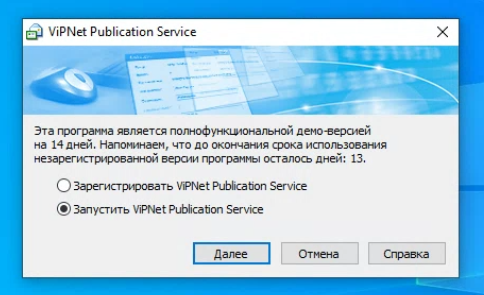 ViPNet Publication Service
Эта программа является полнофункциональной демо-версией
на 14 дней. Напоминаем, что до окончания срока использования
незарегистрированной версии программы осталось дней: 13.
Зарегистрировать ViPNet Publication Service
Запустить ViPNet Publication Service
Далее
Отмена
Справка